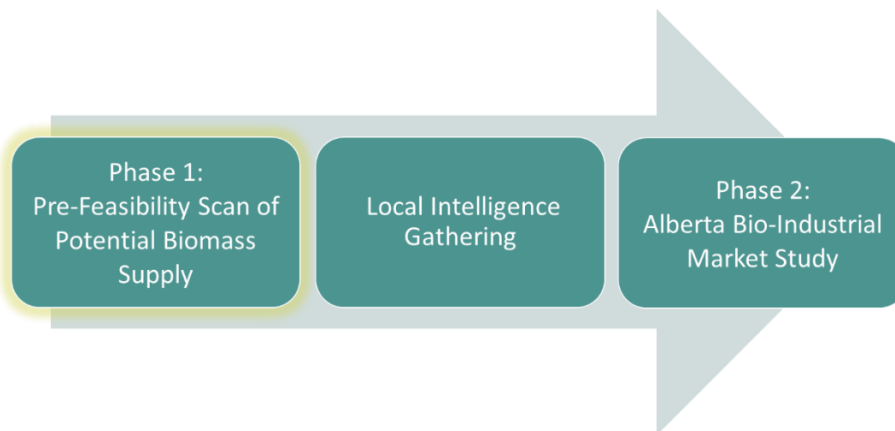 Phase 1:
Pre-Feasibility Scan of
Potential Biomass
Supply
Local Intelligence
Gathering
Phase 2:
Alberta Bio-Industrial
Market Study